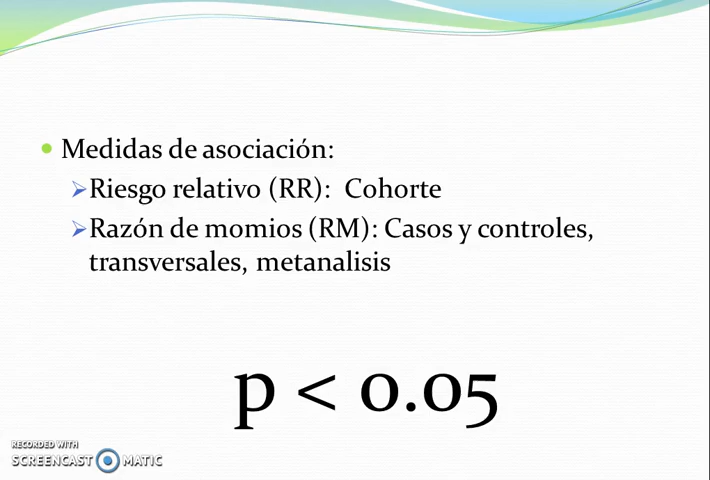 Medidas de asociación:
Riesgo relativo (RR): Cohorte
Razón de momios (RM): Casos y controles,
transversales, metanalisis
p < 0.05
RECORDED WITH
SCREENCAST MATIC